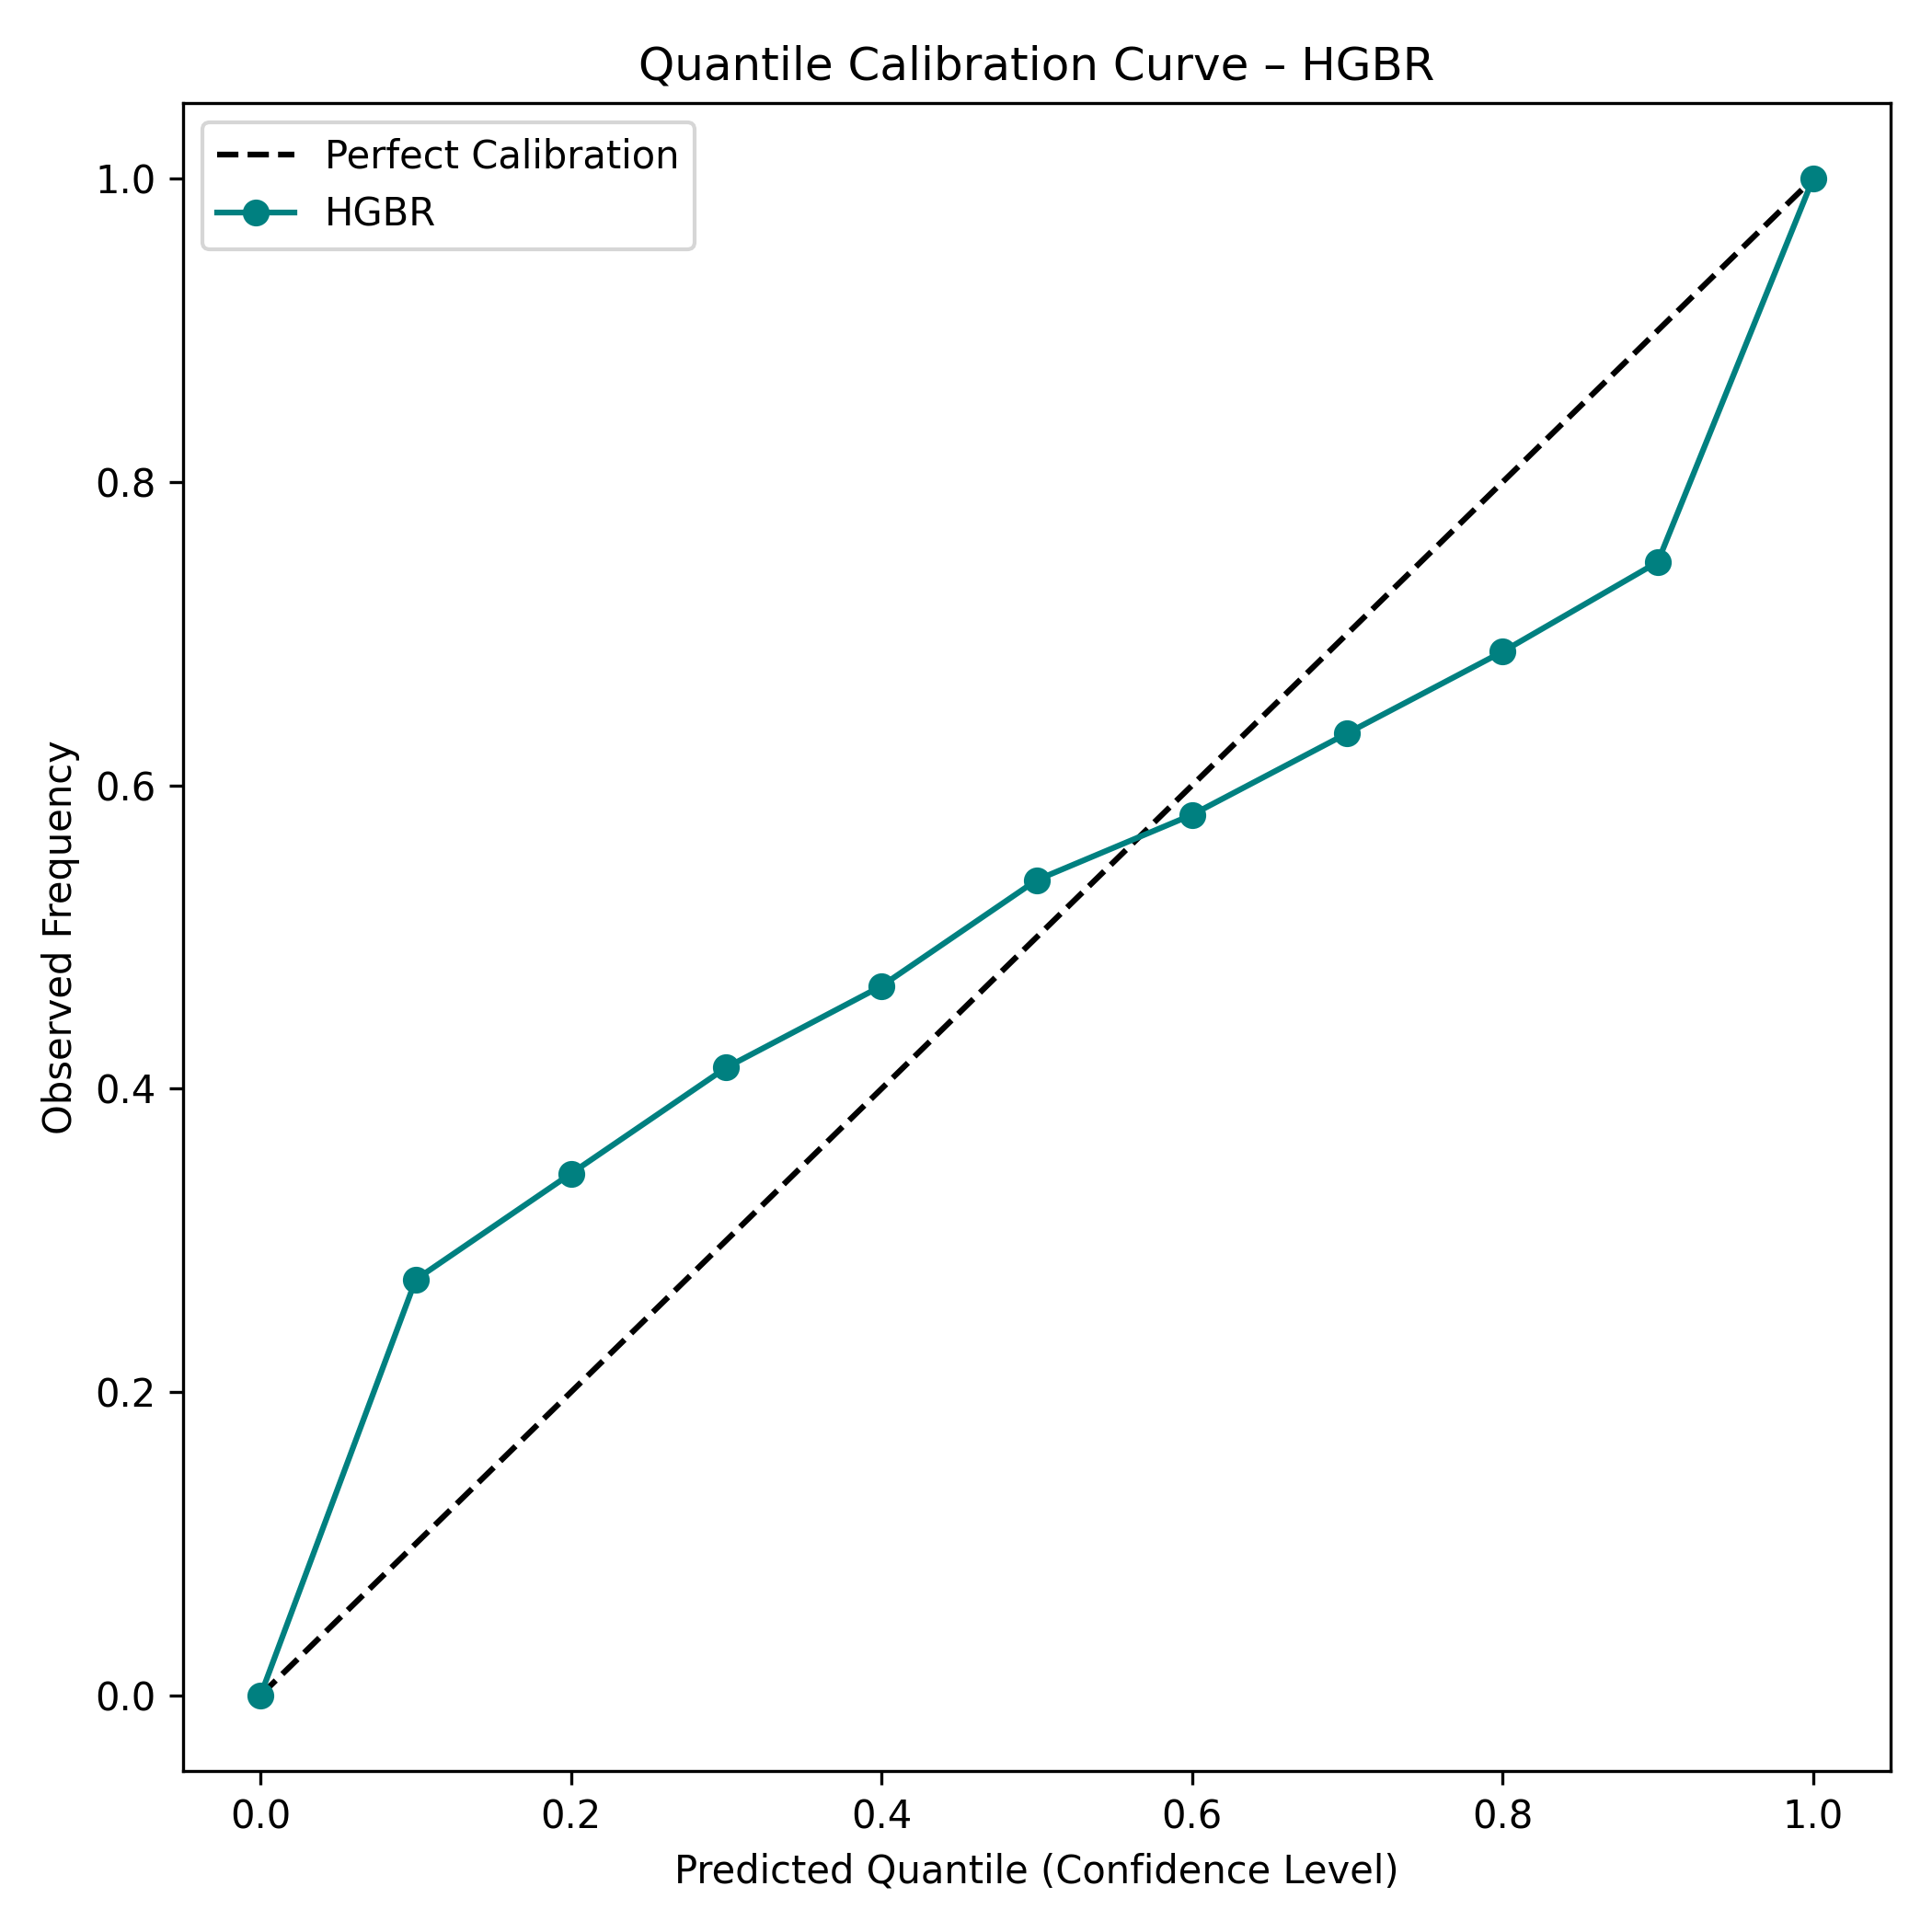 Quantile Calibration Curve – HGBR
Perfect Calibration
HGBR
Observed Frequency
1.0
0.8
0.6
0.4
0.2
0.0
0.0 0.2 0.4 0.6 0.8 1.0
Predicted Quantile (Confidence Level)